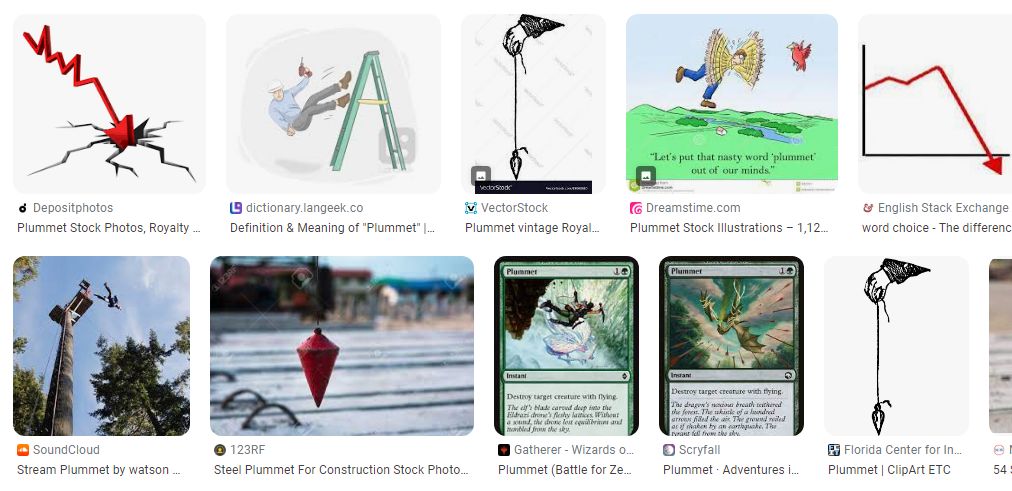 "Let's put that nasty word 'plummet'
out of our minds."
VectorStock
Dreamstime.com
Depositphotos
dictionary.langeek.co
VectorStock
Dreamstime.com
English Stack Exchange
Plummet Stock Photos, Royalty ...
Definition & Meaning of "Plummet" |...
Plummet vintage Royal...
Plummet Stock Illustrations – 1,12...
word choice - The differenc
Plummet
1
Instant
Destroy target creature with flying.
The elf's blade carved deep into the
Eldrazi drone's fleshy lattices. Without
a sound, the drone lost equilibrium and
tumbled from the sky.
Plummet
1
Instant
Destroy target creature with flying.
The dragon's noxious breath withered
the forest. The whistle of a hundred
arrows filled the air. The ground roiled
as if shaken by an earthquake. The
tyrant fell from the sky.
SoundCloud
123RF
Gatherer - Wizards o...
Scryfall
Florida Center for In...
Stream Plummet by watson ...
Steel Plummet For Construction Stock Photo...
Plummet (Battle for Ze...
Plummet · Adventures i...
Plummet | ClipArt ETC
54 S